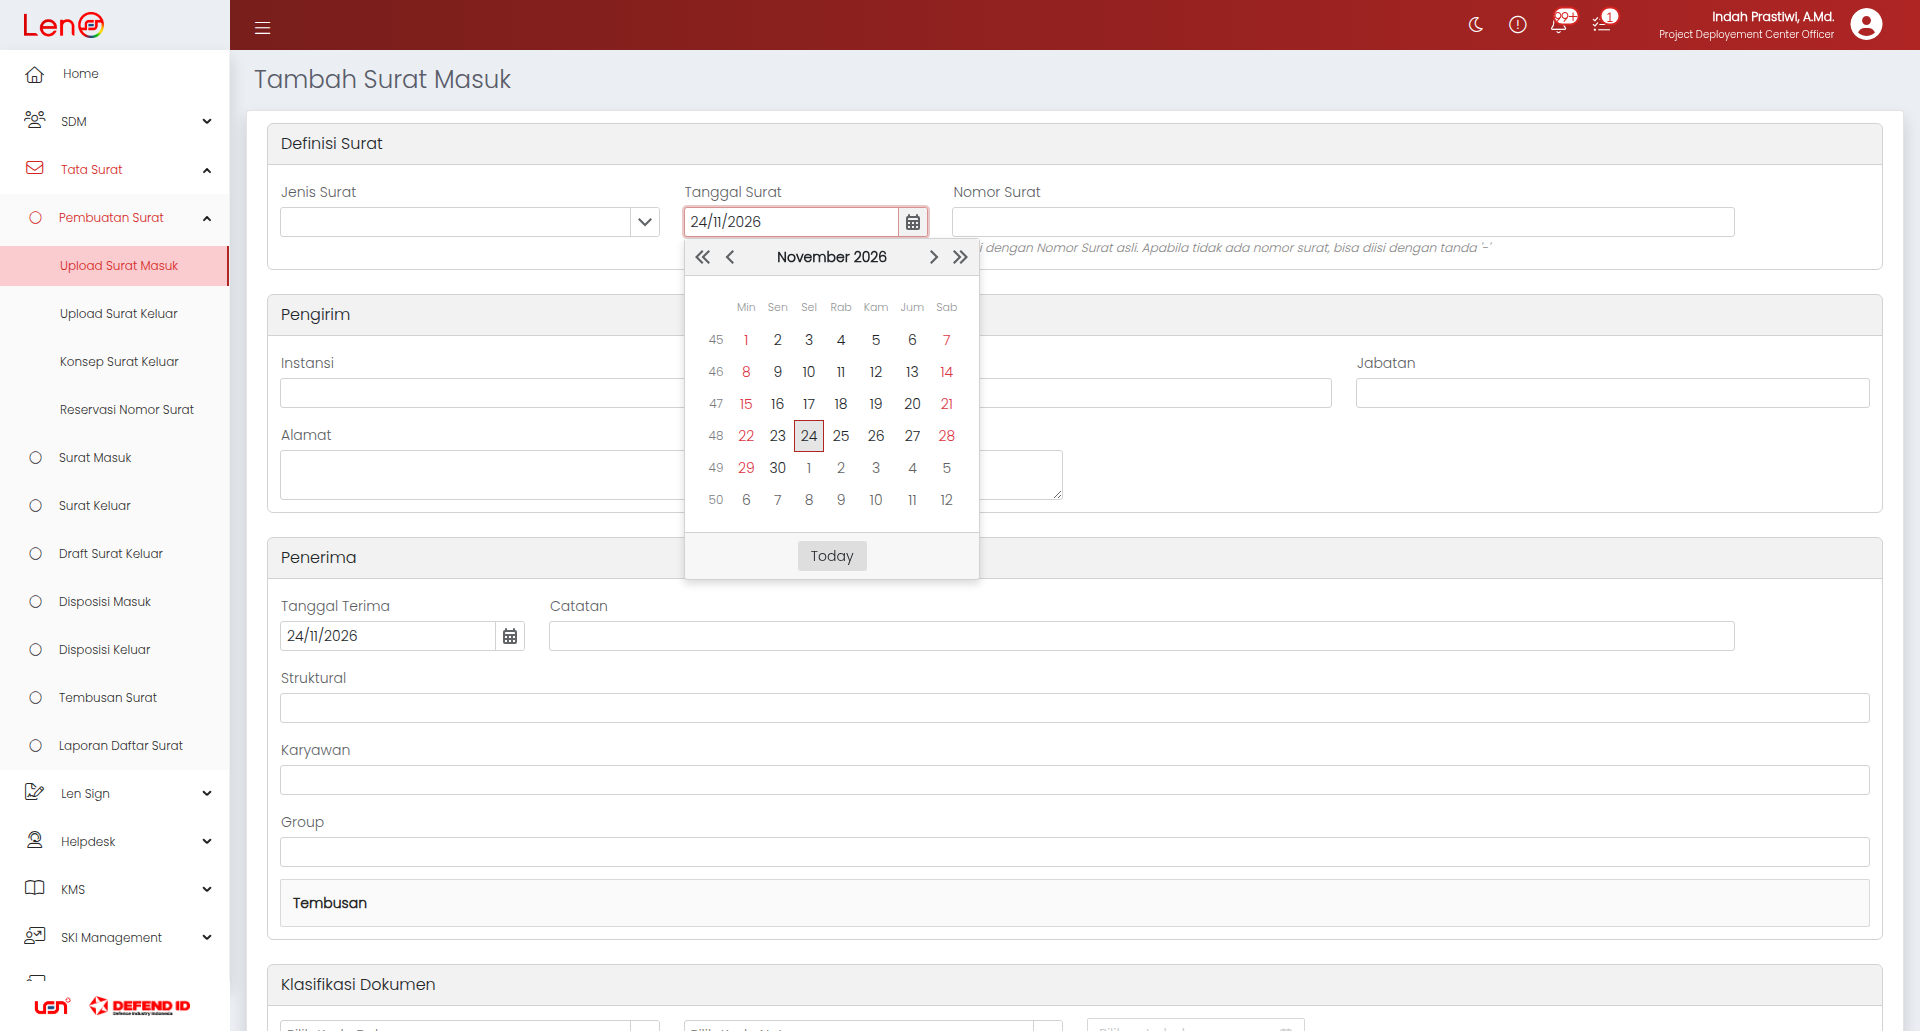 Len
Home
SDM
Tata Surat
Pembuatan Surat
Upload Surat Masuk
Upload Surat Keluar
Konsep Surat Keluar
Reservasi Nomor Surat
Surat Masuk
Surat Keluar
Draft Surat Keluar
Disposisi Masuk
Disposisi Keluar
Tembusan Surat
Laporan Daftar Surat
Len Sign
Helpdesk
KMS
SKI Management
Len
DEFEND ID
Defence Industry Indonesia
99+
1
Indah Prastiwi, A.Md.
Project Deployement Center Officer
Tambah Surat Masuk
Definisi Surat
Jenis Surat
Tanggal Surat
24/11/2026
Nomor Surat
i dengan Nomor Surat asli. Apabila tidak ada nomor surat, bisa diisi dengan tanda '-'
November 2026
Min Sen Sel Rab Kam Jum Sab
45 1 2 3 4 5 6 7
46 8 9 10 11 12 13 14
47 15 16 17 18 19 20 21
48 22 23 24 25 26 27 28
49 29 30 1 2 3 4 5
50 6 7 8 9 10 11 12
Today
Pengirim
Instansi
Jabatan
Alamat
Penerima
Tanggal Terima
24/11/2026
Catatan
Struktural
Karyawan
Group
Tembusan
Klasifikasi Dokumen